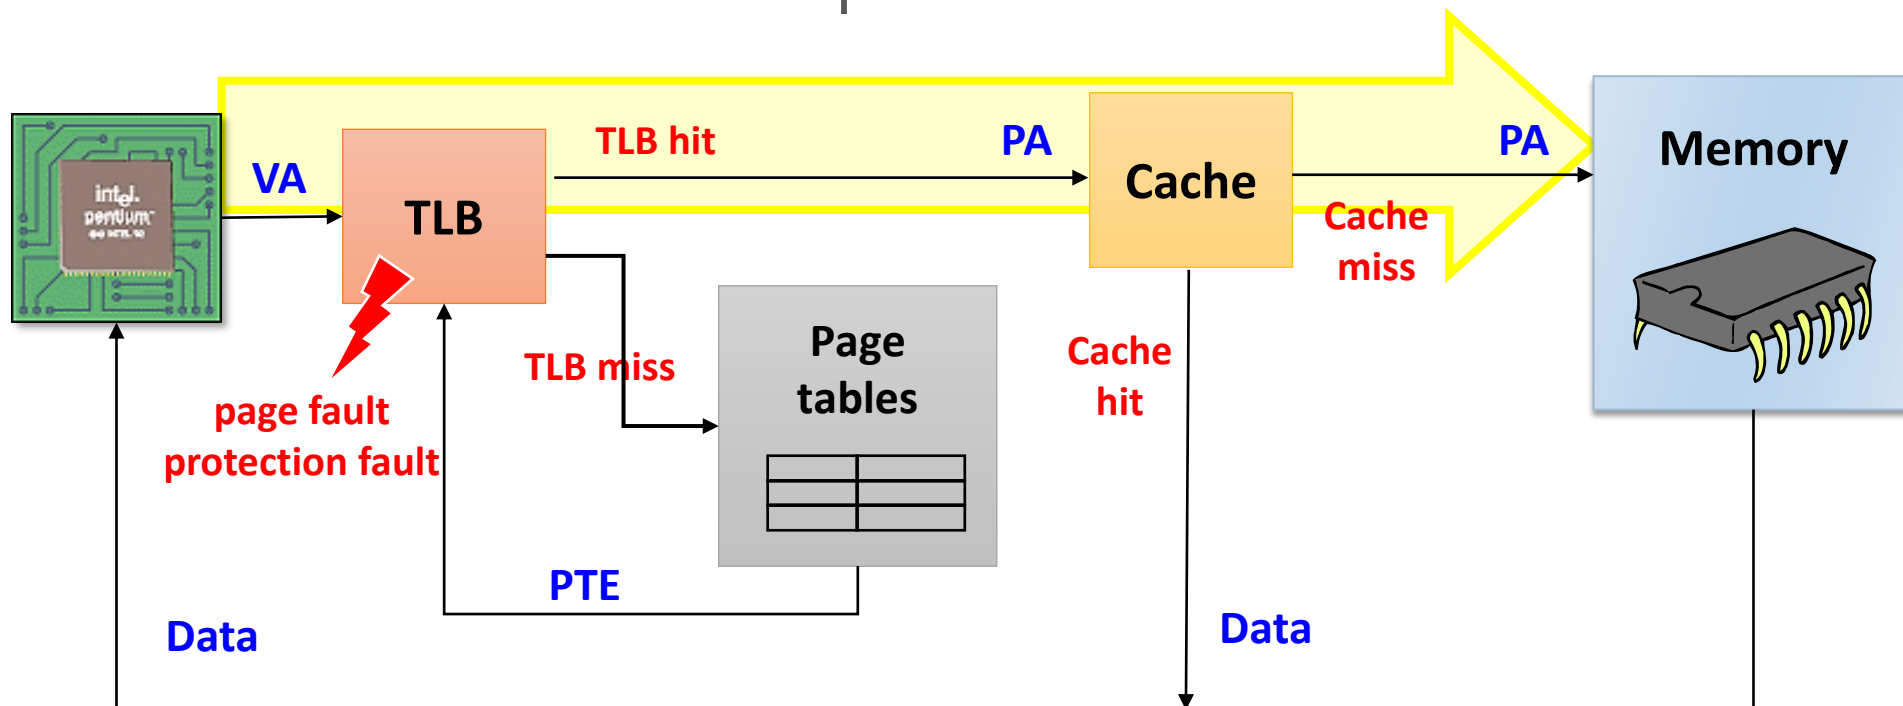 TLB hit
PA
PA
Memory
VA
Cache
intel.
pentium
TLB
Cache
miss
Page
tables
Cache
hit
TLB miss
page fault
protection fault
PTE
Data
Data